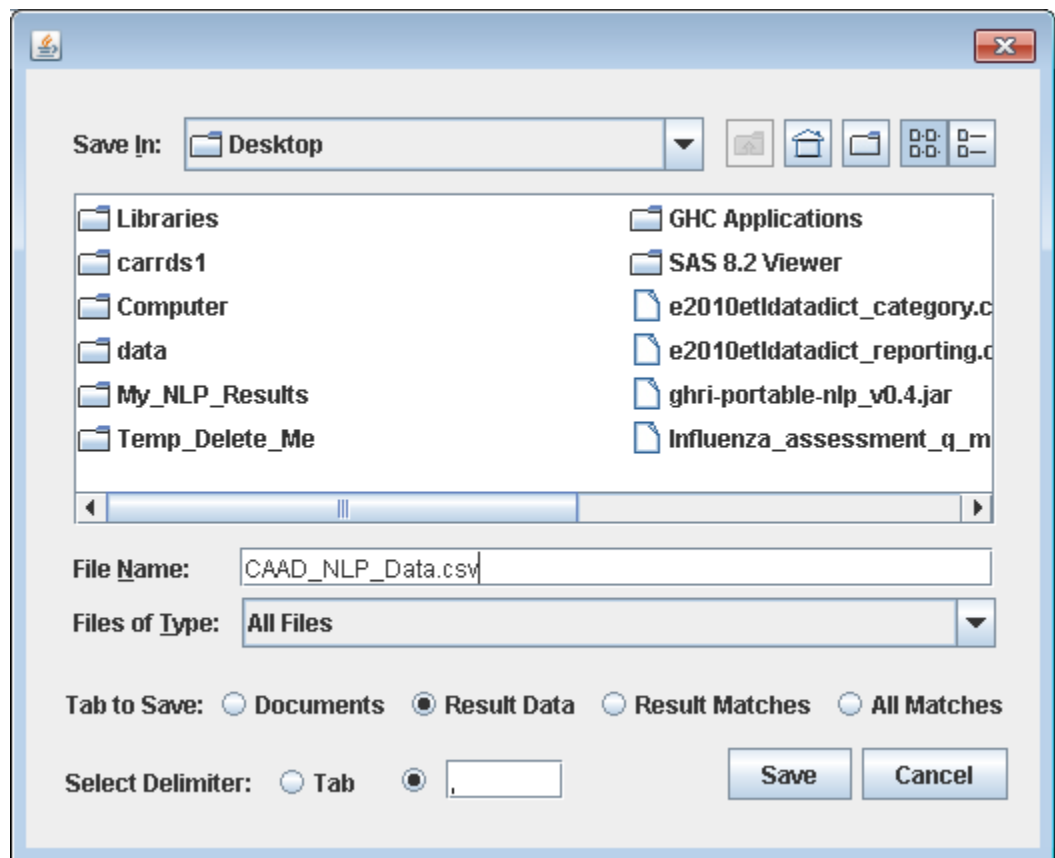 Save In: Desktop
Libraries GHC Applications
carrds1 SAS 8.2 Viewer
Computer e2010etldatadict_category.c
data e2010etldatadict_reporting.c
My_NLP_Results ghri-portable-nlp_v0.4.jar
Temp_Delete_Me Influenza_assessment_q_m
File Name: CAAD_NLP_Data.csv
Files of Type: All Files
Tab to Save: Documents Result Data Result Matches All Matches
Select Delimiter: Tab , Save Cancel